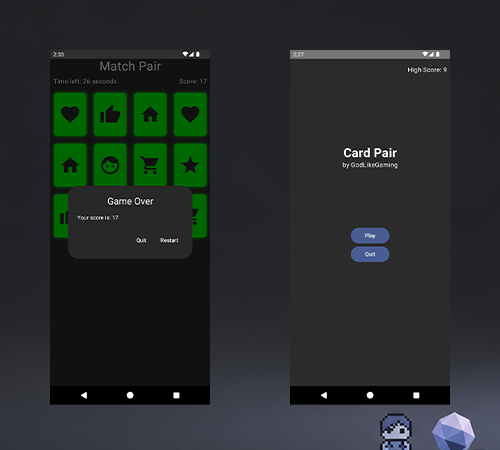 2:33
Match Pair
Time left: 26 seconds
Score: 17
Game Over
Your score is: 17
Quit
Restart
2:27
High Score: 9
Card Pair
by GodLikeGaming
Play
Quit